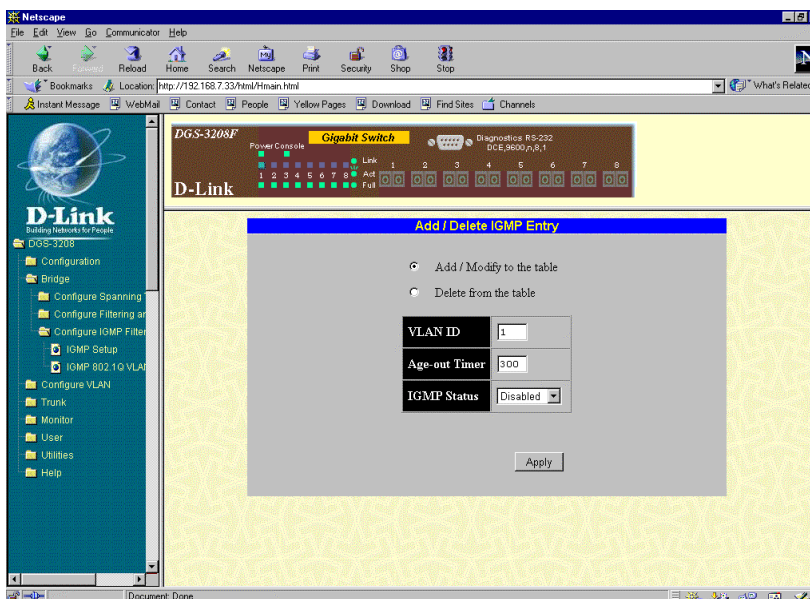 Netscape
File Edit View Go Communicator Help
Back Forward Reload Home Search Netscape Print Security Shop Stop
Bookmarks Location: http://192.168.7.33/html/Hmain.html What's Related
Instant Message WebMail Contact People Yellow Pages Download Find Sites Channels
D-Link
Building Networks for People
DGS-3208
Configuration
Bridge
Configure Spanning
Configure Filtering ar
Configure IGMP Filter
IGMP Setup
IGMP 802.1Q VLAN
Configure VLAN
Trunk
Monitor
User
Utilities
Help
DGS-3208F
Gigabit Switch
Power Console
Diagnostics RS-232
DCE,9600,n,8,1
Link
1 2 3 4 5 6 7 8 Act
Full
1 2 3 4 5 6 7 8
D-Link
Add / Delete IGMP Entry
Add / Modify to the table
Delete from the table
VLAN ID 1
Age-out Timer 300
IGMP Status Disabled
Apply
Document: Done